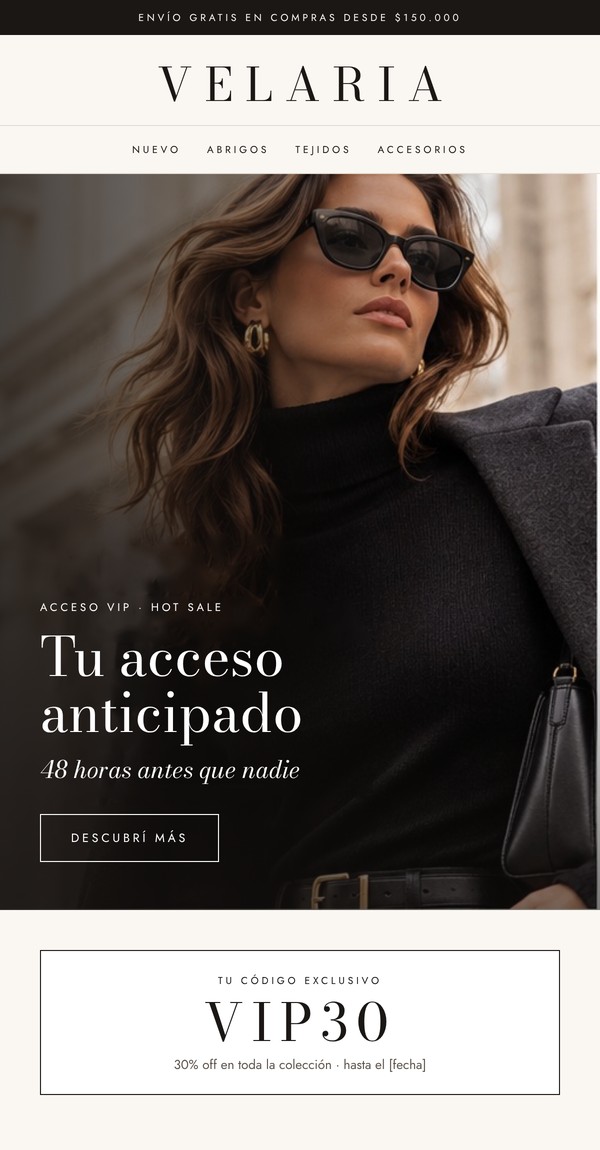 ENVÍO GRATIS EN COMPRAS DESDE $150.000
VELARIA
NUEVO ABRIGOS TEJIDOS ACCESORIOS
ACCESO VIP · HOT SALE
Tu acceso
anticipado
48 horas antes que nadie
DESCUBRÍ MÁS
TU CÓDIGO EXCLUSIVO
VIP30
30% off en toda la colección · hasta el [fecha]